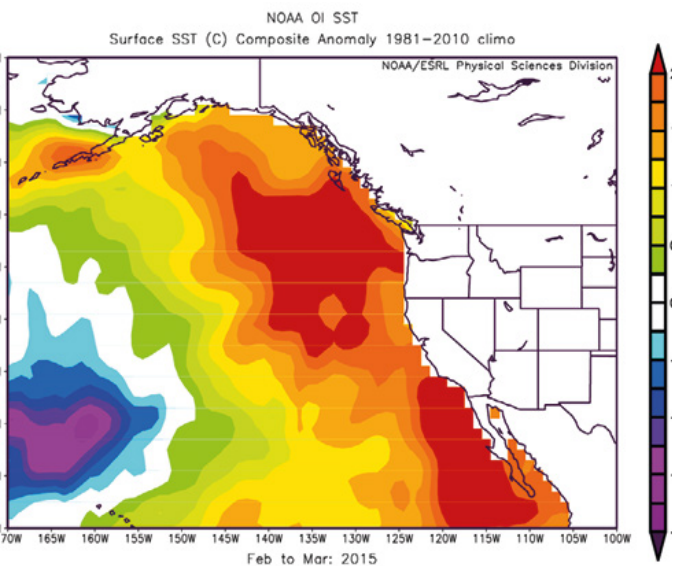 NOAA OI SST
Surface SST (C) Composite Anomaly 1981–2010 climo
NOAA/ESRL Physical Sciences Division
70W 165W 160W 155W 150W 145W 140W 135W 130W 125W 120W 115W 110W 105W 100W
Feb to Mar: 2015